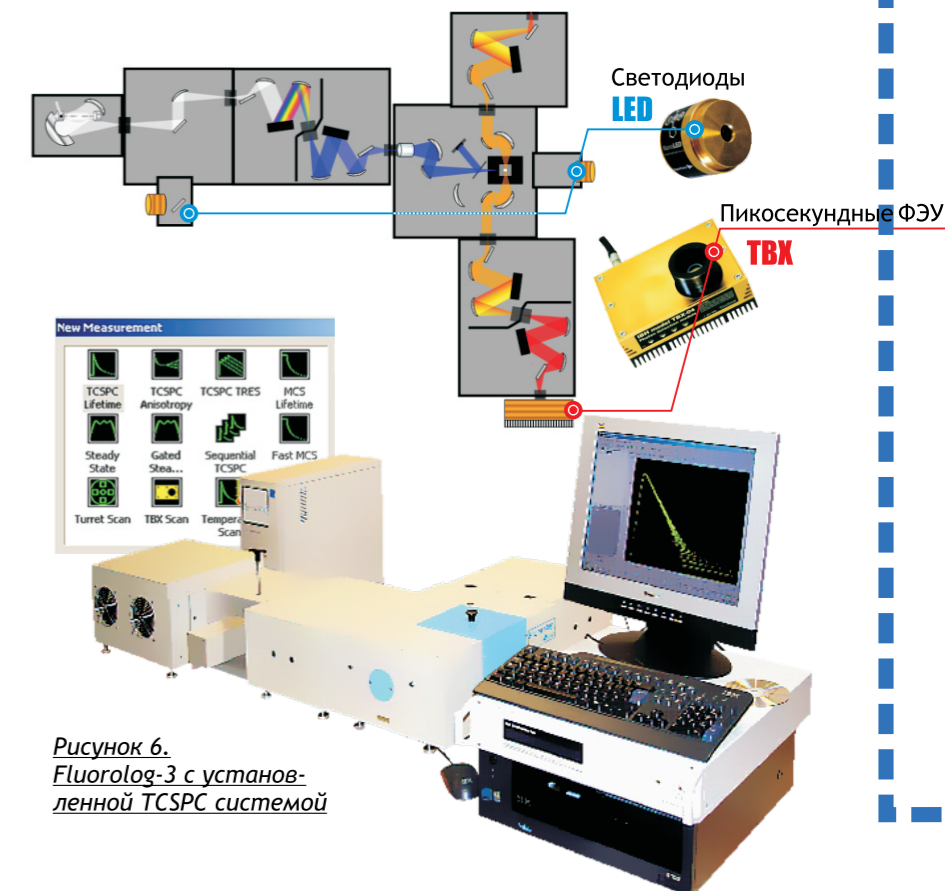 Светодиоды
LED
Пикосекундные ФЭУ
TBX
New Measurement
TCSPC Lifetime
TCSPC Anisotropy
TCSPC TRES
MCS Lifetime
Steady State
Gated Stea...
Sequential TCSPC
Fast MCS
Turret Scan
TBX Scan
Tempera
Scan
Рисунок 6.
Fluorolog-3 с установ-
ленной TCSPC системой